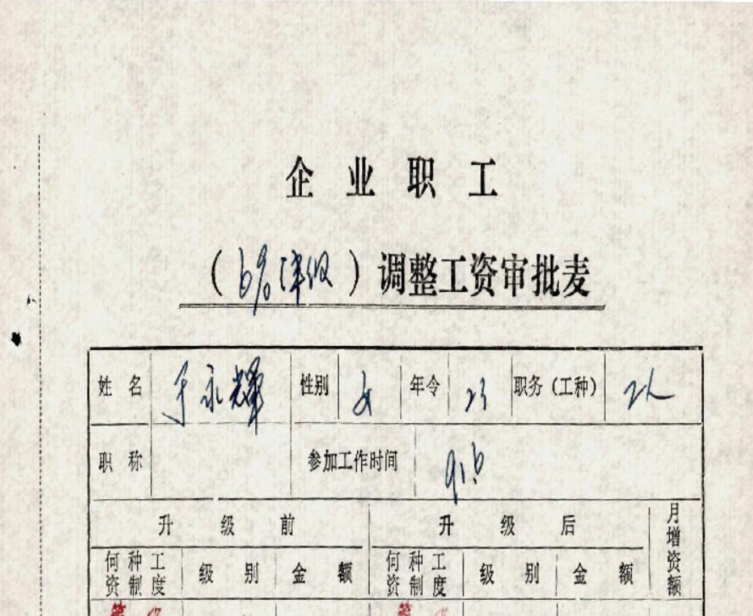 企业职工
（6%津级）调整工资审批麦
姓名 于永辉 性别 女 年令 23 职务（工种） 工人
职称 参加工作时间 91.6
升级前 升级后 月增资额
何种工资制度 级别 金额 何种工资制度 级别 金额